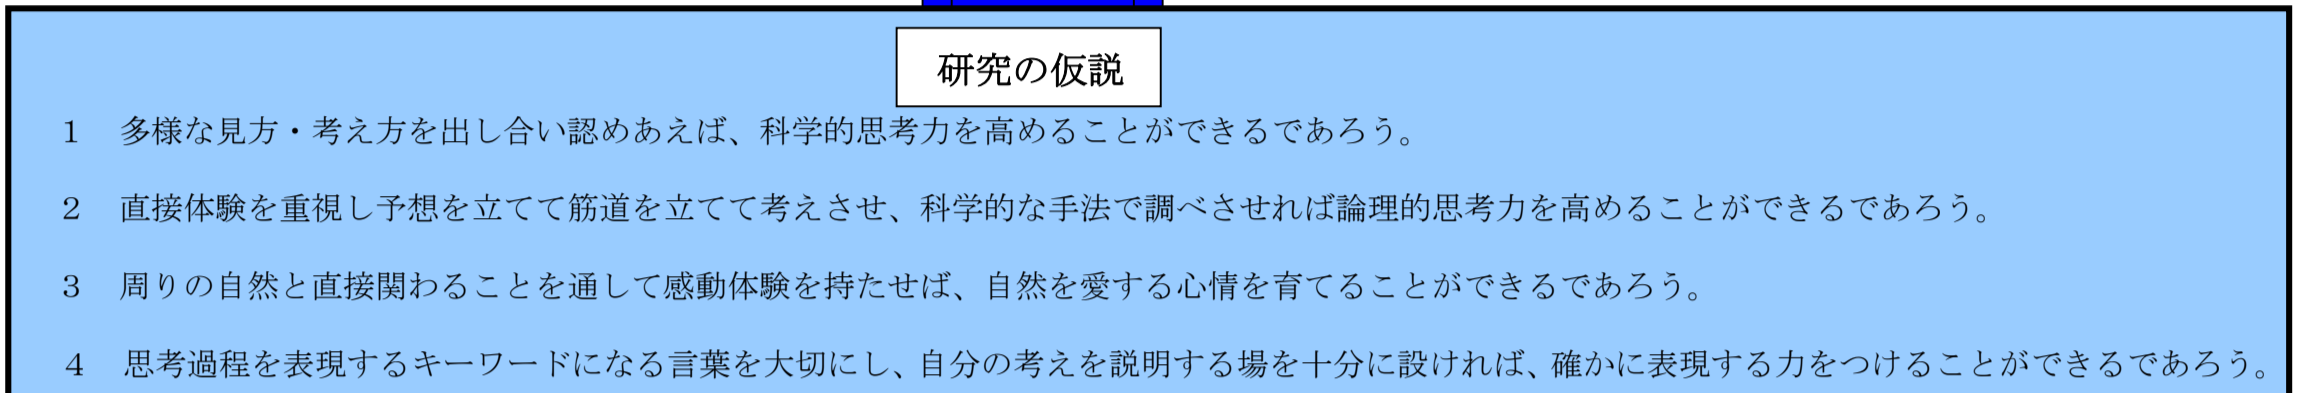 研究の仮説
１　多様な見方・考え方を出し合い認めあえば、科学的思考力を高めることができるであろう。
２　直接体験を重視し予想を立てて筋道を立てて考えさせ、科学的な手法で調べさせれば論理的思考力を高めることができるであろう。
３　周りの自然と直接関わることを通して感動体験を持たせば、自然を愛する心情を育てることができるであろう。
４　思考過程を表現するキーワードになる言葉を大切にし、自分の考えを説明する場を十分に設ければ、確かに表現する力をつけることができるであろう。